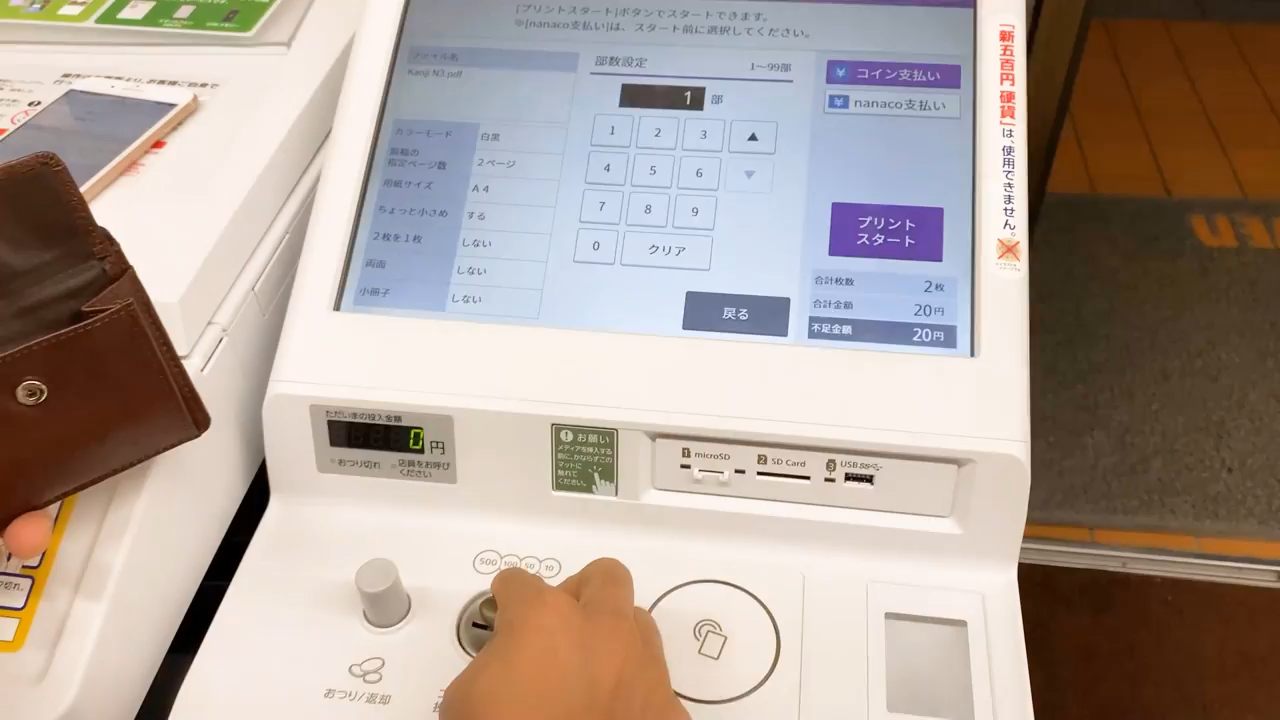 [プリントスタート]ボタンでスタートできます。
※[nanaco支払い]は、スタート前に選択してください。
ファイル名
Kanji N3.pdf
カラーモード 白黒
指定ページ数 2ページ
用紙サイズ A4
ちょっと小さめ する
2枚を1枚 しない
両面 しない
小冊子 しない
部数設定 1〜99部
1 部
1 2 3 ▲
4 5 6 ▼
7 8 9
0 クリア
戻る
¥ コイン支払い
¥ nanaco支払い
プリント
スタート
合計枚数 2枚
合計金額 20円
不足金額 20円
「新五百円硬貨」は、使用できません。
ただいまの投入金額
0 円
おつり切れ
店員をお呼び
ください
! お願い
メディアを挿入する
前に、かならずこの
マットに
触れて
ください。
1 microSD
2 SD Card
3 USB
500 100 50 10
おつり/返却